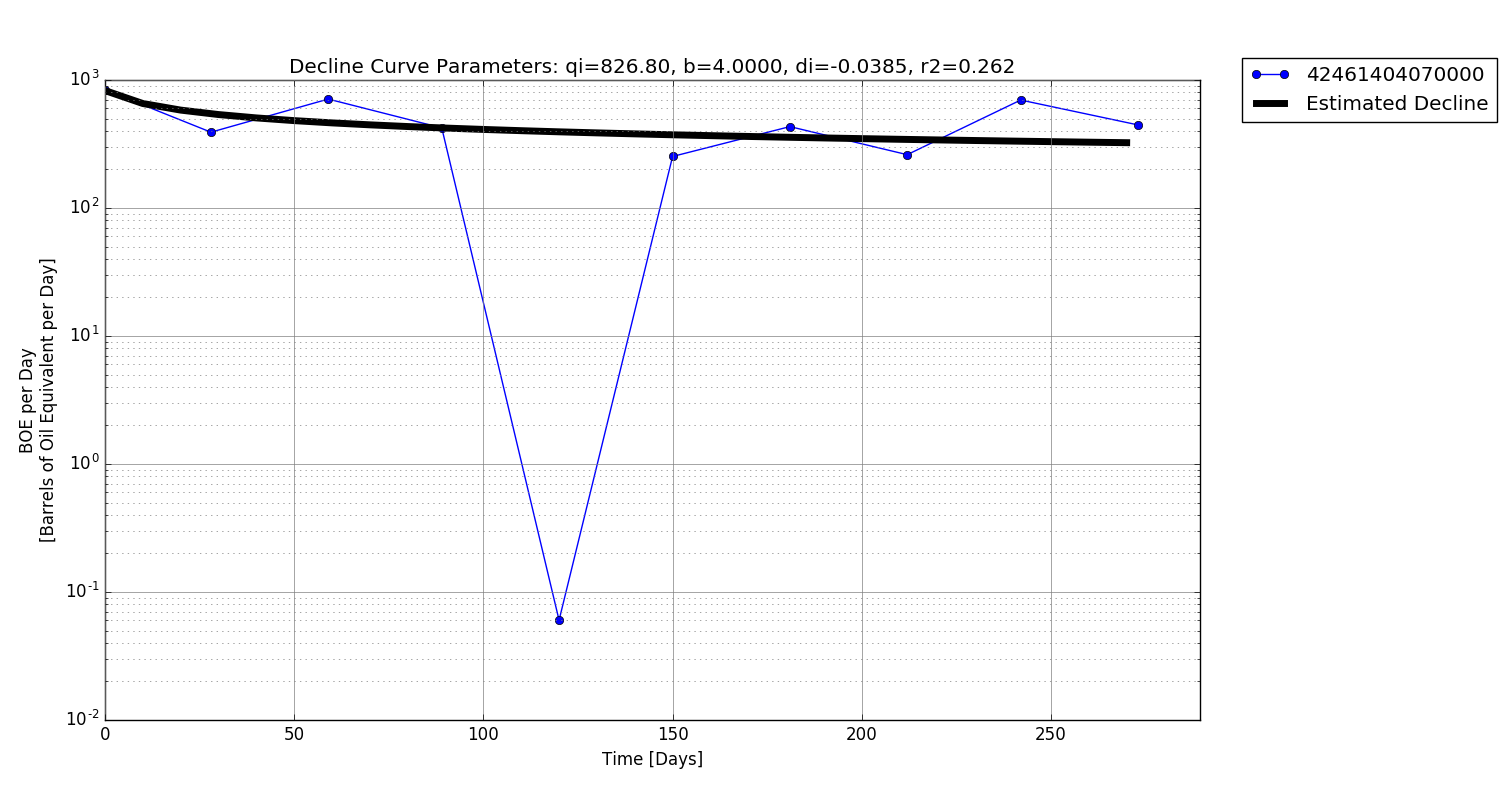 Decline Curve Parameters: qi=826.80, b=4.0000, di=-0.0385, r2=0.262
42461404070000
Estimated Decline
10^3
10^2
10^1
10^0
10^-1
10^-2
BOE per Day
[Barrels of Oil Equivalent per Day]
0 50 100 150 200 250
Time [Days]